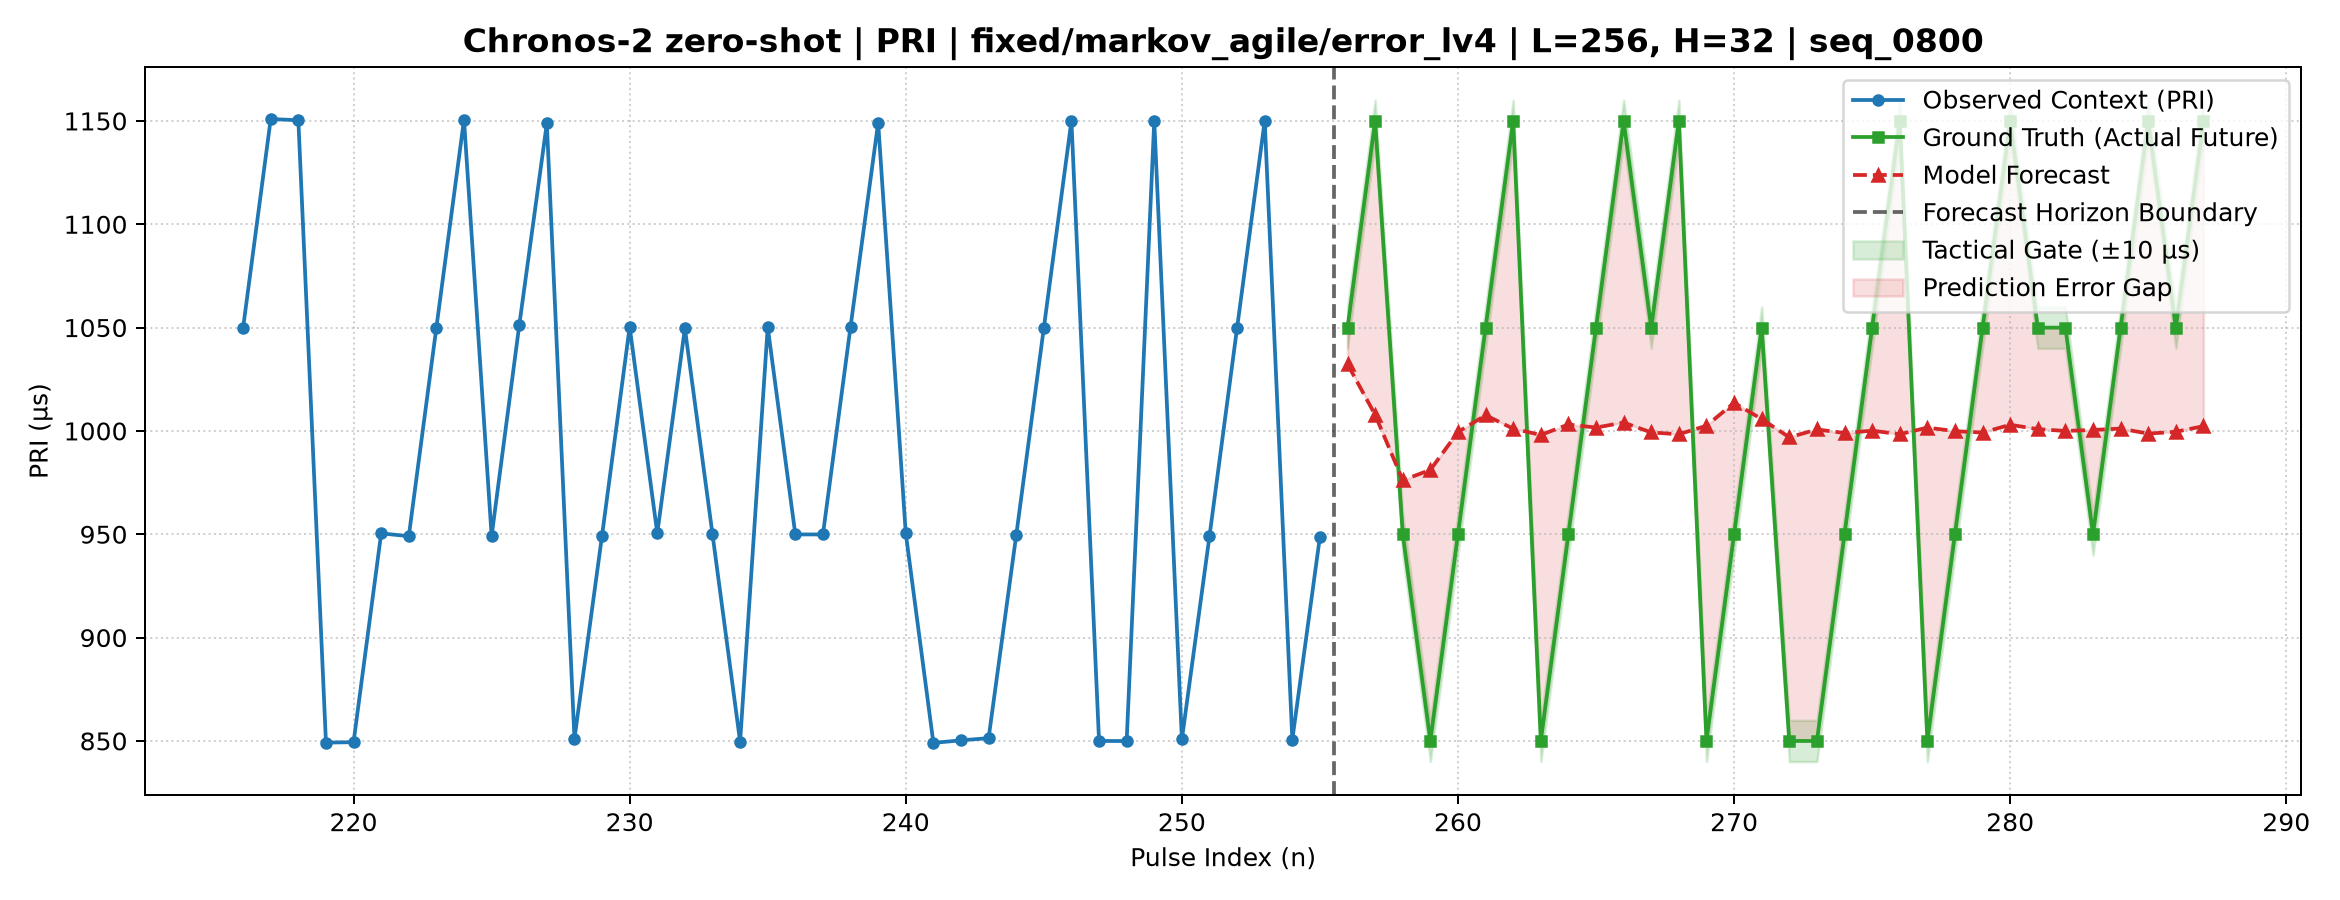 Chronos-2 zero-shot | PRI | fixed/markov_agile/error_lv4 | L=256, H=32 | seq_0800
PRI (µs)
1150
1100
1050
1000
950
900
850
Observed Context (PRI)
Ground Truth (Actual Future)
Model Forecast
Forecast Horizon Boundary
Tactical Gate (±10 µs)
Prediction Error Gap
220
230
240
250
260
270
280
290
Pulse Index (n)